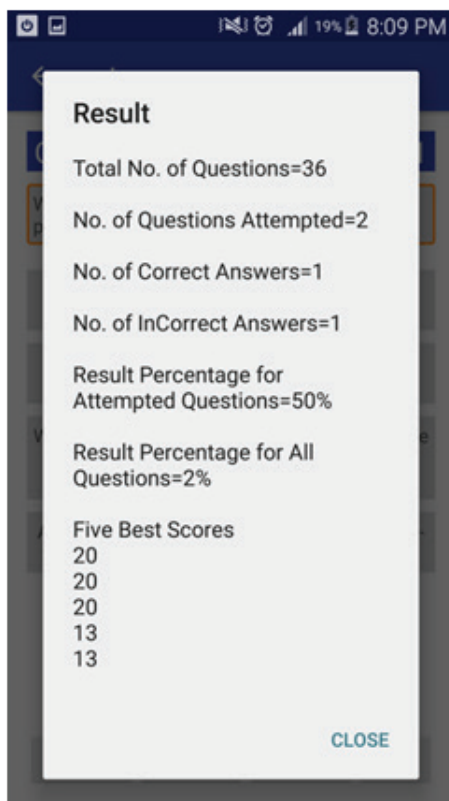 19% 8:09 PM
Result
Total No. of Questions=36
No. of Questions Attempted=2
No. of Correct Answers=1
No. of InCorrect Answers=1
Result Percentage for
Attempted Questions=50%
Result Percentage for All
Questions=2%
Five Best Scores
20
20
20
13
13
CLOSE